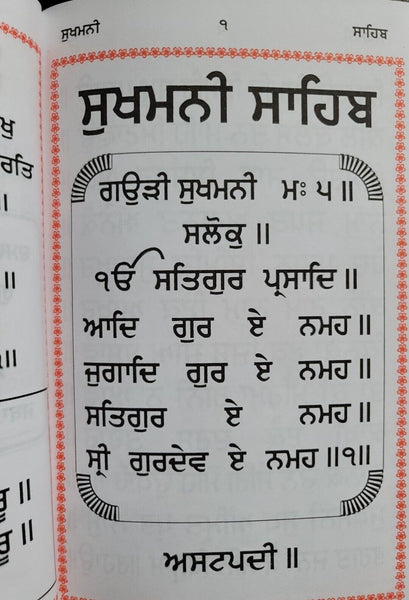 ਸੁਖਮਨੀ ੧ ਸਾਹਿਬ
ਸੁਖਮਨੀ ਸਾਹਿਬ
ਗਉੜੀ ਸੁਖਮਨੀ ਮਃ ੫ ॥
ਸਲੋਕੁ ॥
ੴ ਸਤਿਗੁਰ ਪ੍ਰਸਾਦਿ ॥
ਆਦਿ ਗੁਰ ਏ ਨਮਹ ॥
ਜੁਗਾਦਿ ਗੁਰ ਏ ਨਮਹ ॥
ਸਤਿਗੁਰ ਏ ਨਮਹ ॥
ਸ੍ਰੀ ਗੁਰਦੇਵ ਏ ਨਮਹ ॥੧॥
ਅਸਟਪਦੀ ॥